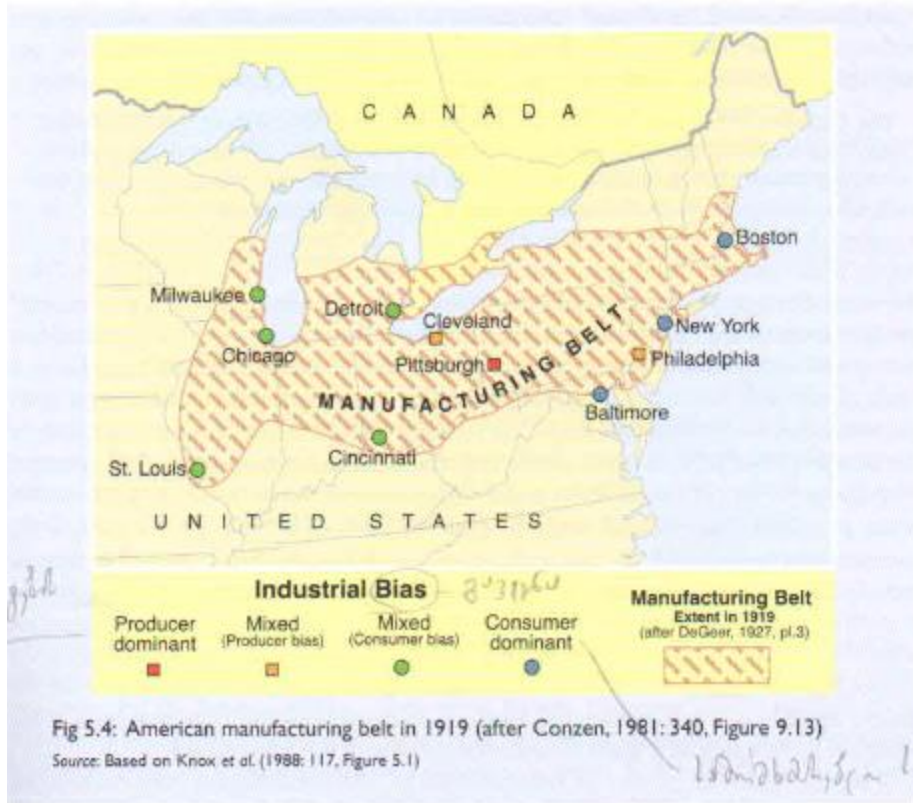 CANADA
Boston
Milwaukee
Detroit
Cleveland
New York
Chicago
Pittsburgh
Philadelphia
MANUFACTURING BELT
Baltimore
Cincinnati
St. Louis
UNITED STATES
Industrial Bias
Manufacturing Belt
Extent in 1919
(after DeGeer, 1927, pl.3)
Producer dominant
Mixed (Producer bias)
Mixed (Consumer bias)
Consumer dominant
Fig 5.4: American manufacturing belt in 1919 (after Conzen, 1981: 340, Figure 9.13)
Source: Based on Knox et al. (1988: 117, Figure 5.1)